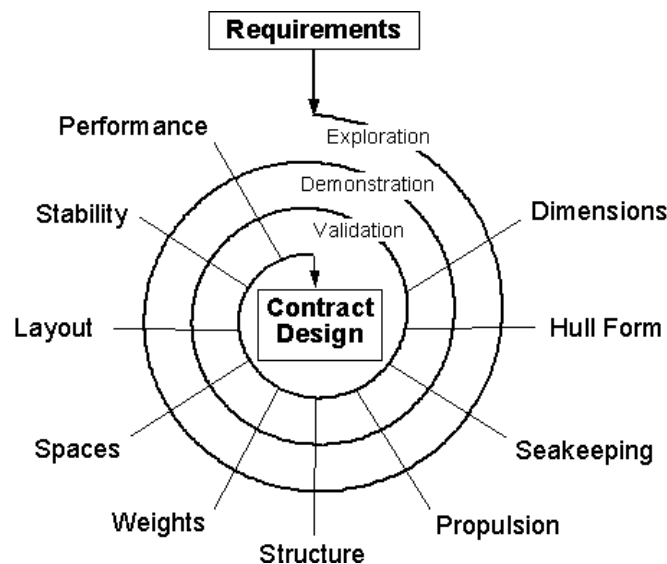 Requirements
Exploration
Performance
Demonstration
Stability
Dimensions
Validation
Contract
Design
Layout
Hull Form
Spaces
Seakeeping
Weights
Propulsion
Structure